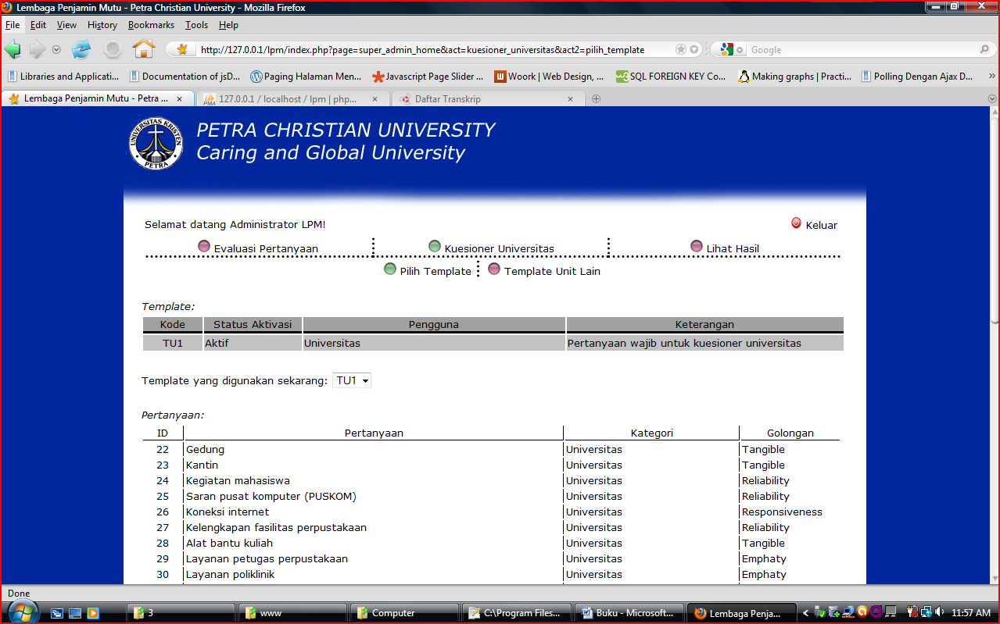 Lembaga Penjamin Mutu - Petra Christian University - Mozilla Firefox
File Edit View History Bookmarks Tools Help
http://127.0.0.1/lpm/index.php?page=super_admin_home&act=kuesioner_universitas&act2=pilih_template Google
Libraries and Applicati... Documentation of jsD... Paging Halaman Men... Javascript Page Slider ... Woork | Web Design, ... SQL FOREIGN KEY Co... Making graphs | Practi... Polling Dengan Ajax D... »
Lembaga Penjamin Mutu - Petra ... PMA 127.0.0.1 / localhost / lpm | php... Daftar Transkrip
UNIVERSITAS KRISTEN PETRA
PETRA CHRISTIAN UNIVERSITY
Caring and Global University
Selamat datang Administrator LPM! Keluar
Evaluasi Pertanyaan Kuesioner Universitas Lihat Hasil
Pilih Template Template Unit Lain
Template:
Kode Status Aktivasi Pengguna Keterangan
TU1 Aktif Universitas Pertanyaan wajib untuk kuesioner universitas
Template yang digunakan sekarang: TU1
Pertanyaan:
ID Pertanyaan Kategori Golongan
22 Gedung Universitas Tangible
23 Kantin Universitas Tangible
24 Kegiatan mahasiswa Universitas Reliability
25 Saran pusat komputer (PUSKOM) Universitas Reliability
26 Koneksi internet Universitas Responsiveness
27 Kelengkapan fasilitas perpustakaan Universitas Reliability
28 Alat bantu kuliah Universitas Tangible
29 Layanan petugas perpustakaan Universitas Emphaty
30 Layanan poliklinik Universitas Emphaty
Done
3 www Computer C:\Program Files... Buku - Microsoft... Lembaga Penja... 11:57 AM